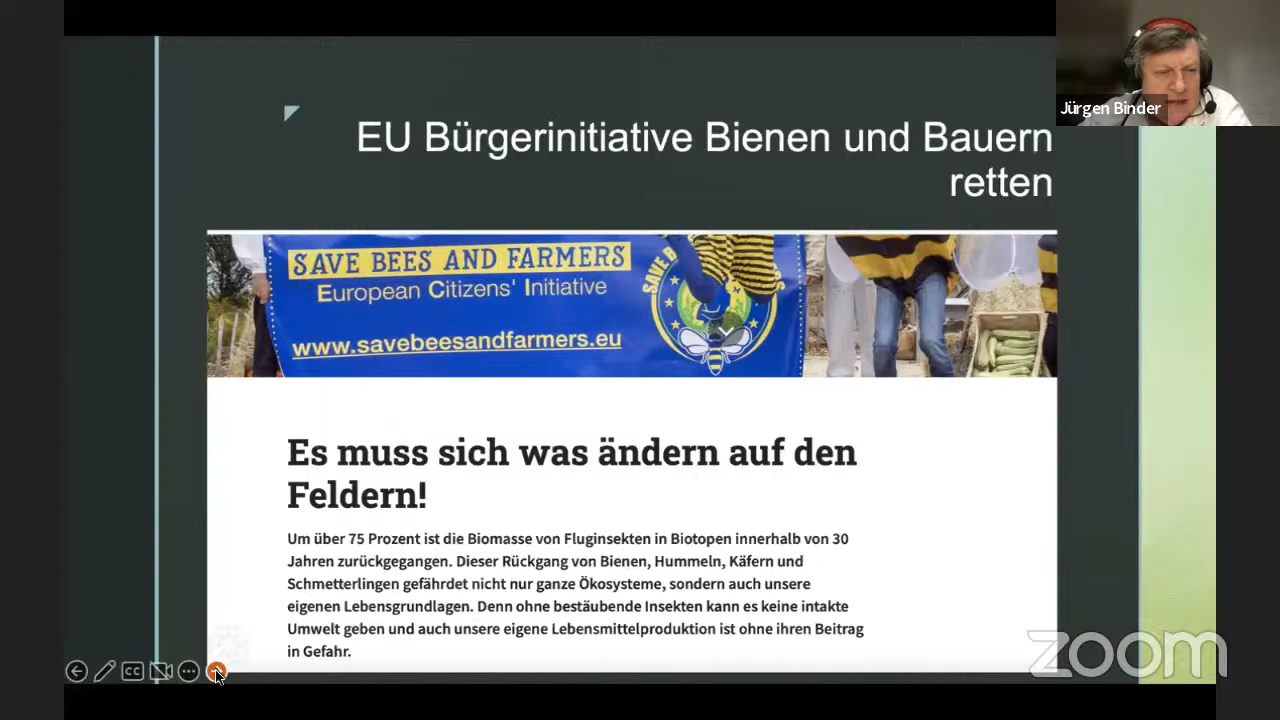 Jürgen Binder
EU Bürgerinitiative Bienen und Bauern
retten
SAVE BEES AND FARMERS
European Citizens' Initiative
www.savebeesandfarmers.eu
SAVE B
Es muss sich was ändern auf den
Feldern!
Um über 75 Prozent ist die Biomasse von Fluginsekten in Biotopen innerhalb von 30
Jahren zurückgegangen. Dieser Rückgang von Bienen, Hummeln, Käfern und
Schmetterlingen gefährdet nicht nur ganze Ökosysteme, sondern auch unsere
eigenen Lebensgrundlagen. Denn ohne bestäubende Insekten kann es keine intakte
Umwelt geben und auch unsere eigene Lebensmittelproduktion ist ohne ihren Beitrag
in Gefahr.
CC
zoom